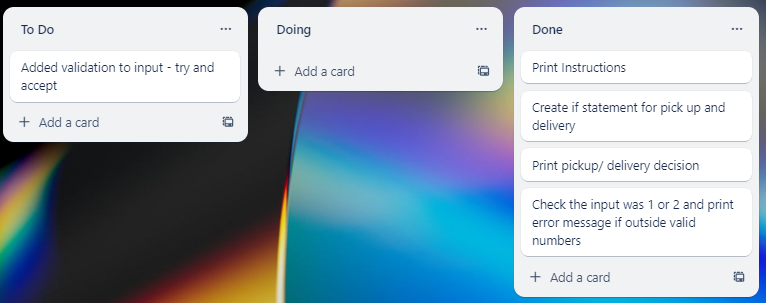 To Do
Added validation to input - try and
accept
Add a card
Doing
Add a card
Done
Print Instructions
Create if statement for pick up and
delivery
Print pickup/ delivery decision
Check the input was 1 or 2 and print
error message if outside valid
numbers
Add a card